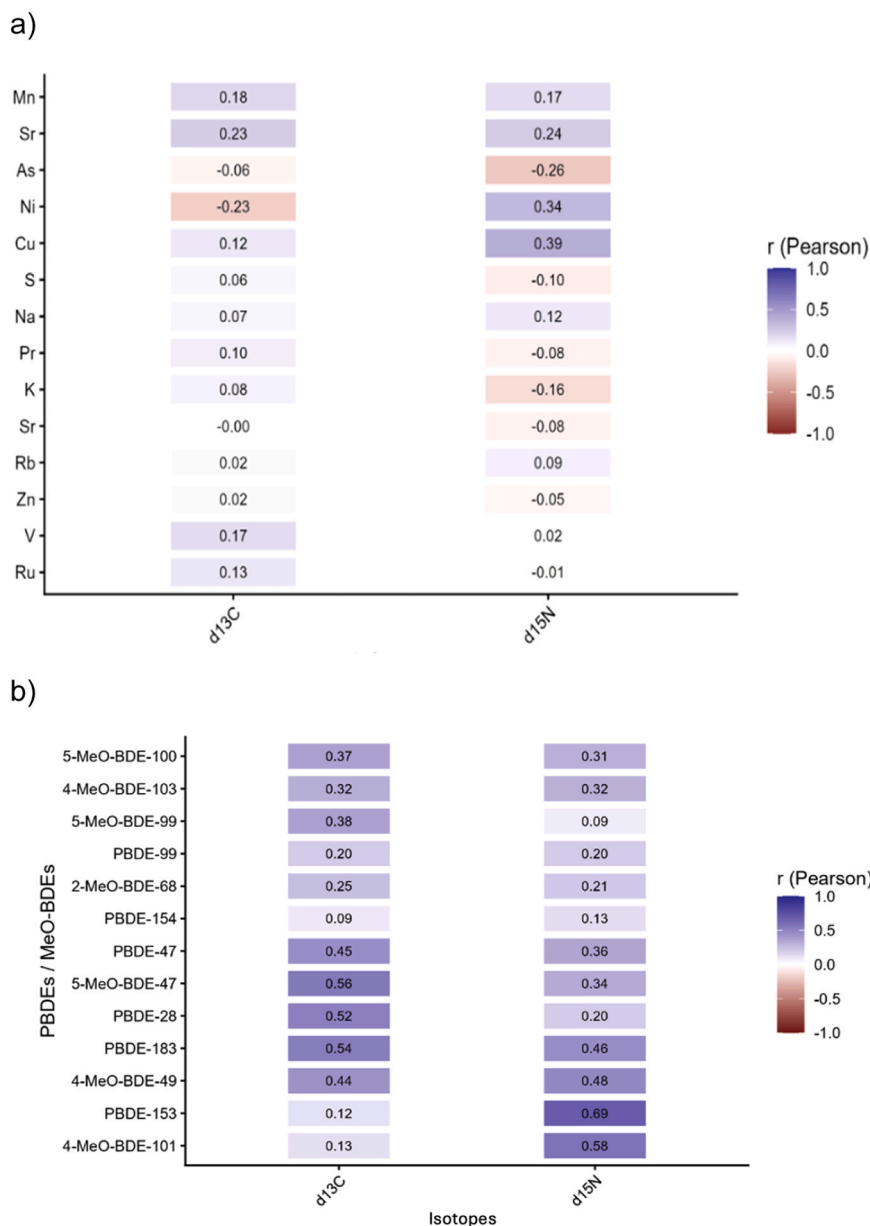 a)
Mn 0.18 0.17
Sr 0.23 0.24
As -0.06 -0.26
Ni -0.23 0.34
Cu 0.12 0.39
S 0.06 -0.10
Na 0.07 0.12
Pr 0.10 -0.08
K 0.08 -0.16
Sr -0.00 -0.08
Rb 0.02 0.09
Zn 0.02 -0.05
V 0.17 0.02
Ru 0.13 -0.01
d13C d15N
r (Pearson)
1.0
0.5
0.0
-0.5
-1.0
b)
PBDEs / MeO-BDEs
5-MeO-BDE-100 0.37 0.31
4-MeO-BDE-103 0.32 0.32
5-MeO-BDE-99 0.38 0.09
PBDE-99 0.20 0.20
2-MeO-BDE-68 0.25 0.21
PBDE-154 0.09 0.13
PBDE-47 0.45 0.36
5-MeO-BDE-47 0.56 0.34
PBDE-28 0.52 0.20
PBDE-183 0.54 0.46
4-MeO-BDE-49 0.44 0.48
PBDE-153 0.12 0.69
4-MeO-BDE-101 0.13 0.58
d13C d15N
Isotopes
r (Pearson)
1.0
0.5
0.0
-0.5
-1.0